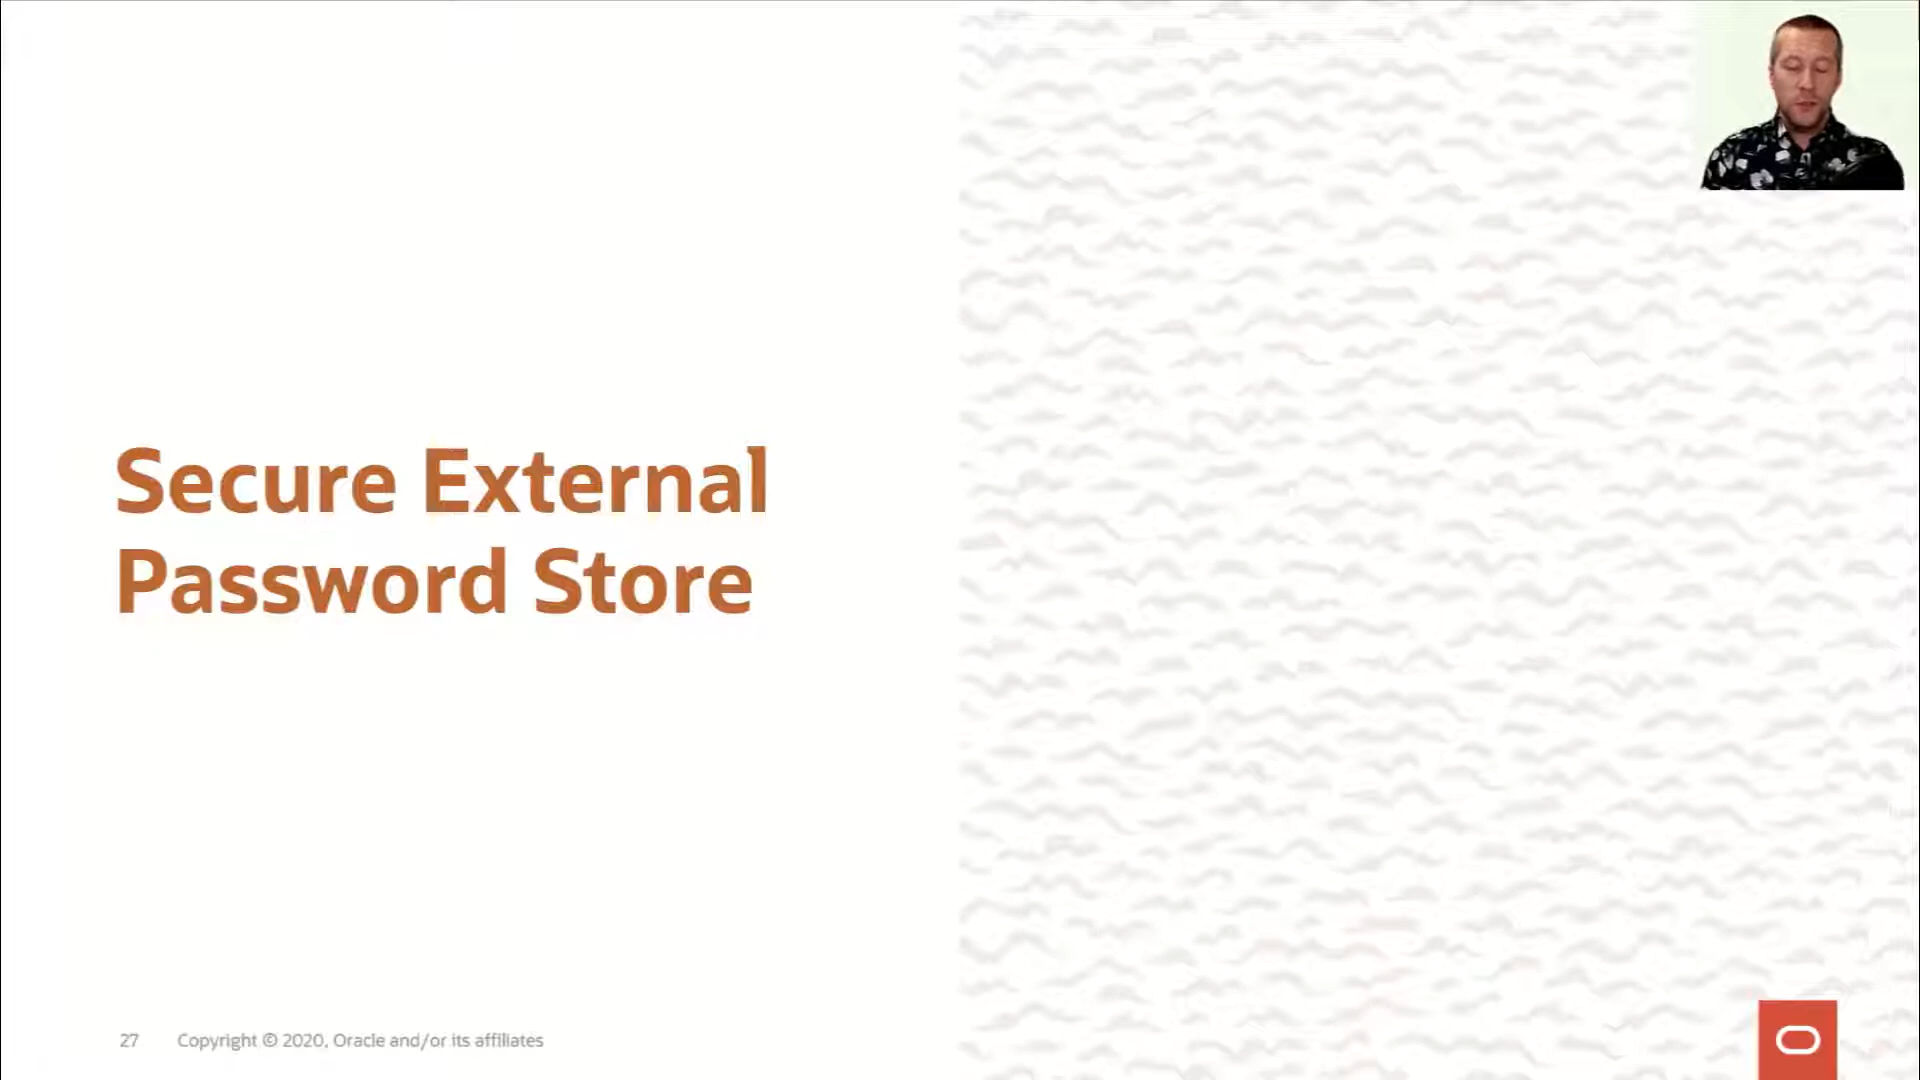 Secure External
Password Store
27 Copyright © 2020, Oracle and/or its affiliates